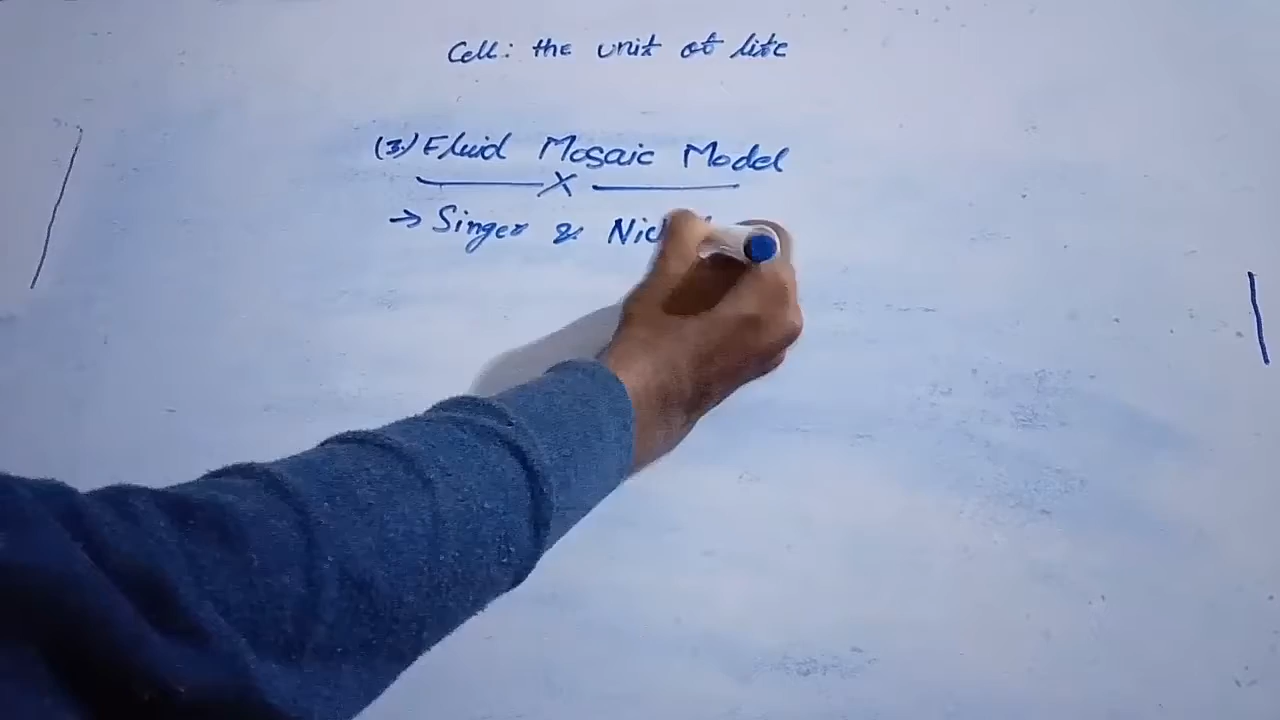 Cell: the unit of life
(3) Fluid Mosaic Model
x
→ Singer &